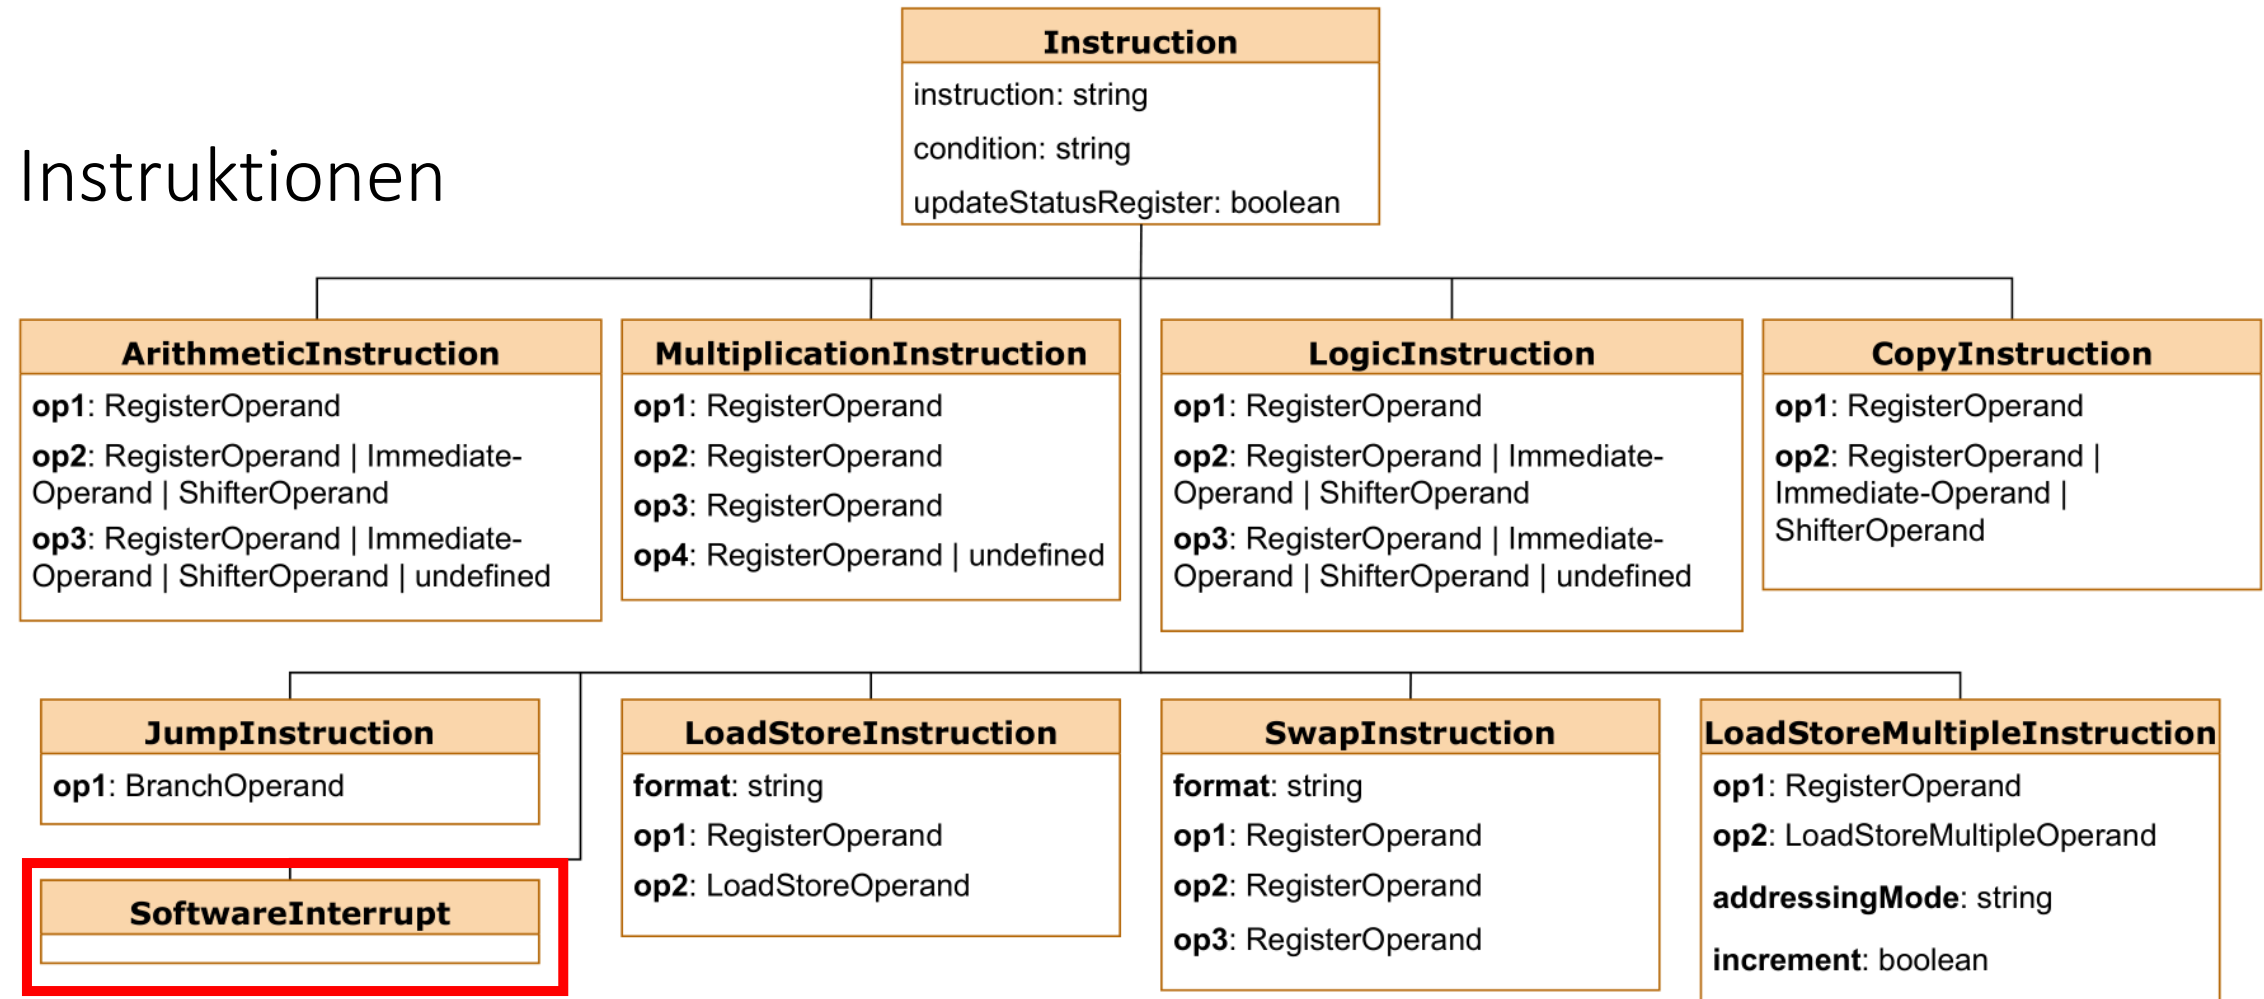 Instruktionen
Instruction
instruction: string
condition: string
updateStatusRegister: boolean
ArithmeticInstruction
op1: RegisterOperand
op2: RegisterOperand | Immediate-
Operand | ShifterOperand
op3: RegisterOperand | Immediate-
Operand | ShifterOperand | undefined
MultiplicationInstruction
op1: RegisterOperand
op2: RegisterOperand
op3: RegisterOperand
op4: RegisterOperand | undefined
LogicInstruction
op1: RegisterOperand
op2: RegisterOperand | Immediate-
Operand | ShifterOperand
op3: RegisterOperand | Immediate-
Operand | ShifterOperand | undefined
CopyInstruction
op1: RegisterOperand
op2: RegisterOperand |
Immediate-Operand |
ShifterOperand
JumpInstruction
op1: BranchOperand
SoftwareInterrupt
LoadStoreInstruction
format: string
op1: RegisterOperand
op2: LoadStoreOperand
SwapInstruction
format: string
op1: RegisterOperand
op2: RegisterOperand
op3: RegisterOperand
LoadStoreMultipleInstruction
op1: RegisterOperand
op2: LoadStoreMultipleOperand
addressingMode: string
increment: boolean